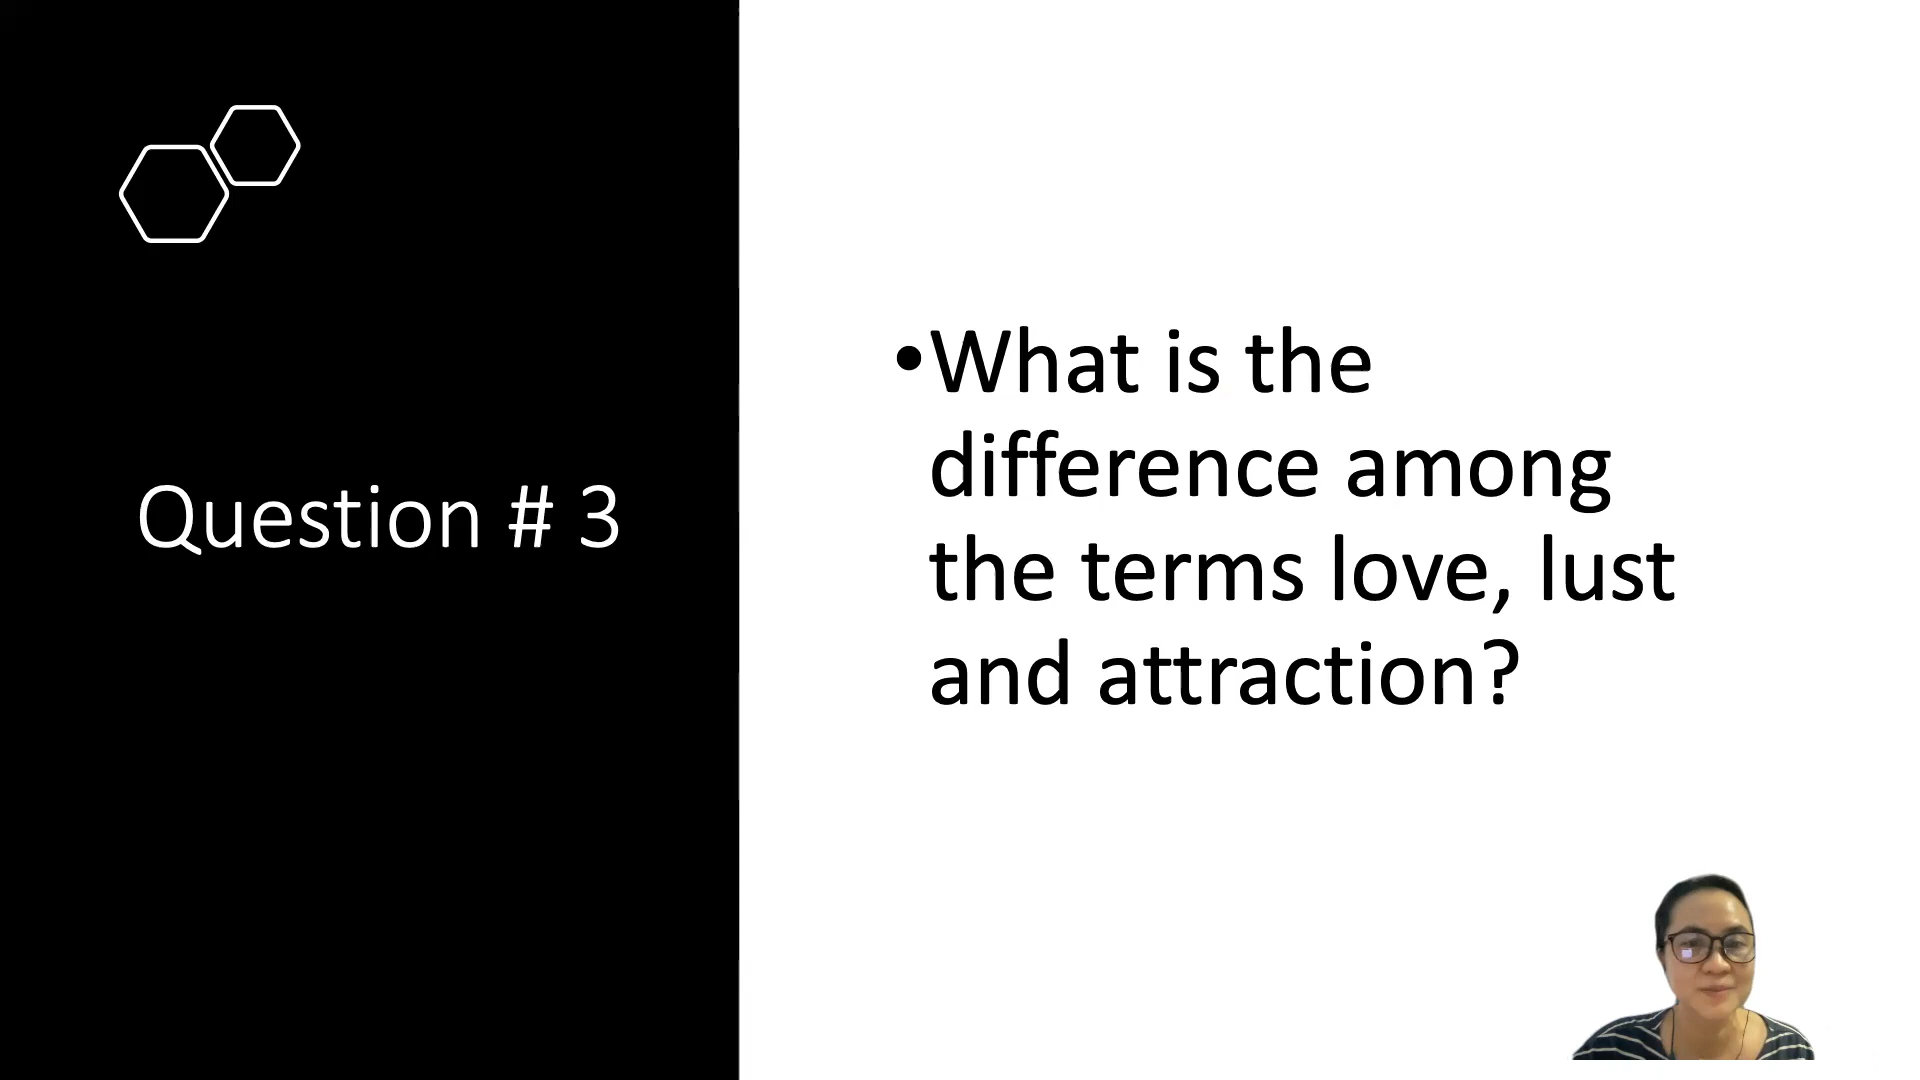 Question # 3
•What is the
difference among
the terms love, lust
and attraction?